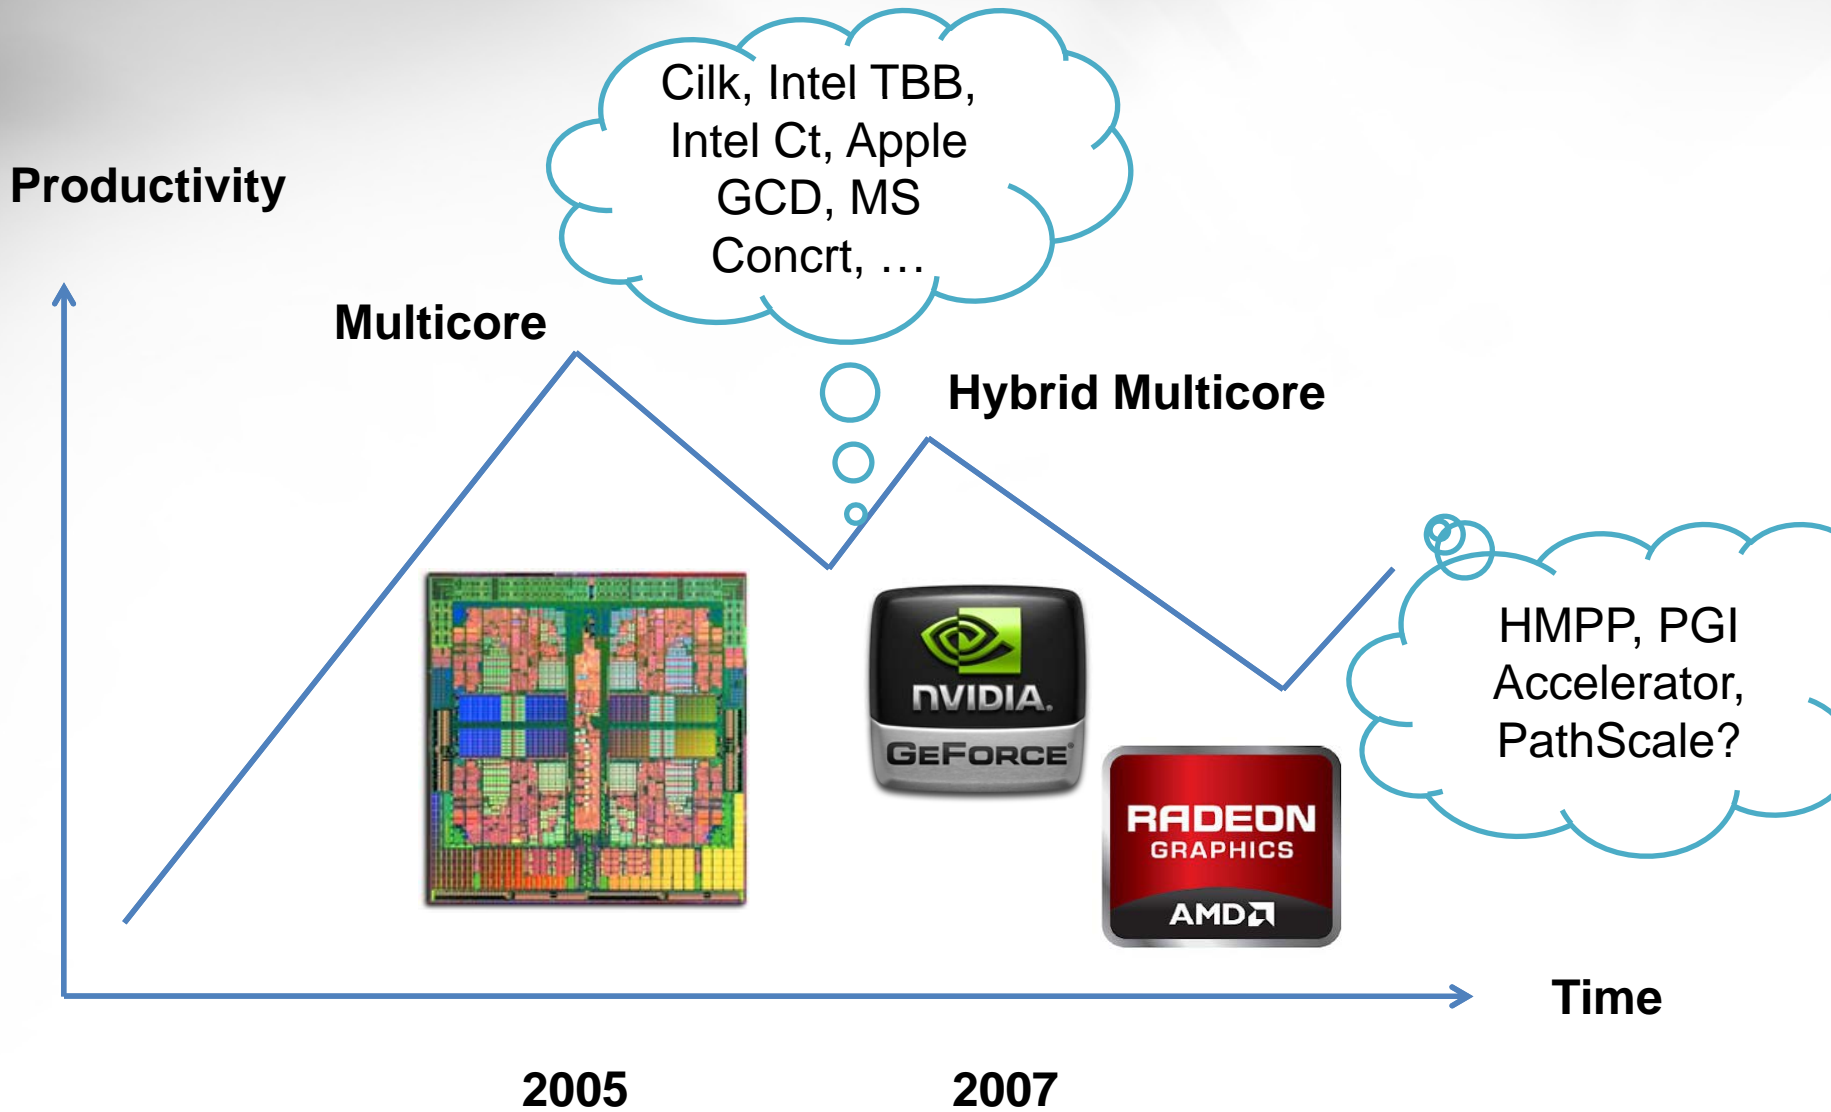 Cilk, Intel TBB,
Intel Ct, Apple
GCD, MS
Concrt, …
Productivity
Multicore
Hybrid Multicore
HMPP, PGI
Accelerator,
PathScale?
NVIDIA.
GEFORCE®
RADEON
GRAPHICS
AMD
Time
2005
2007